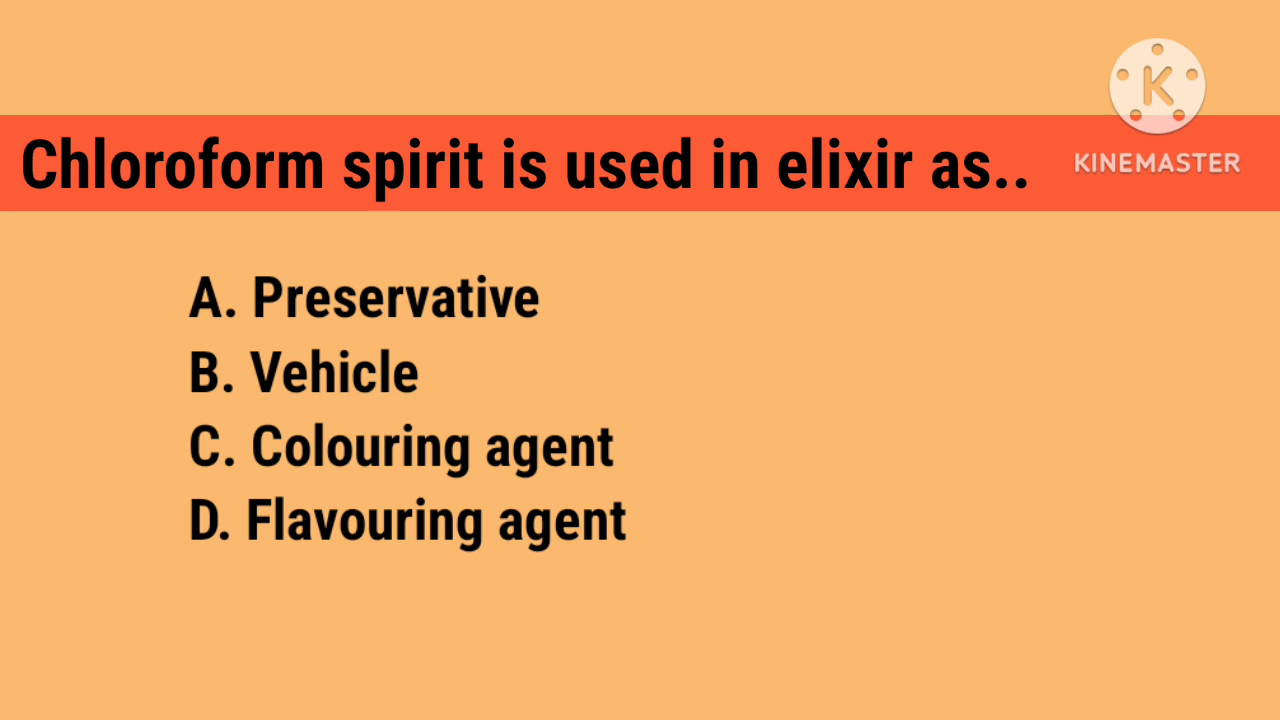 KINEMASTER
Chloroform spirit is used in elixir as..
A. Preservative
B. Vehicle
C. Colouring agent
D. Flavouring agent